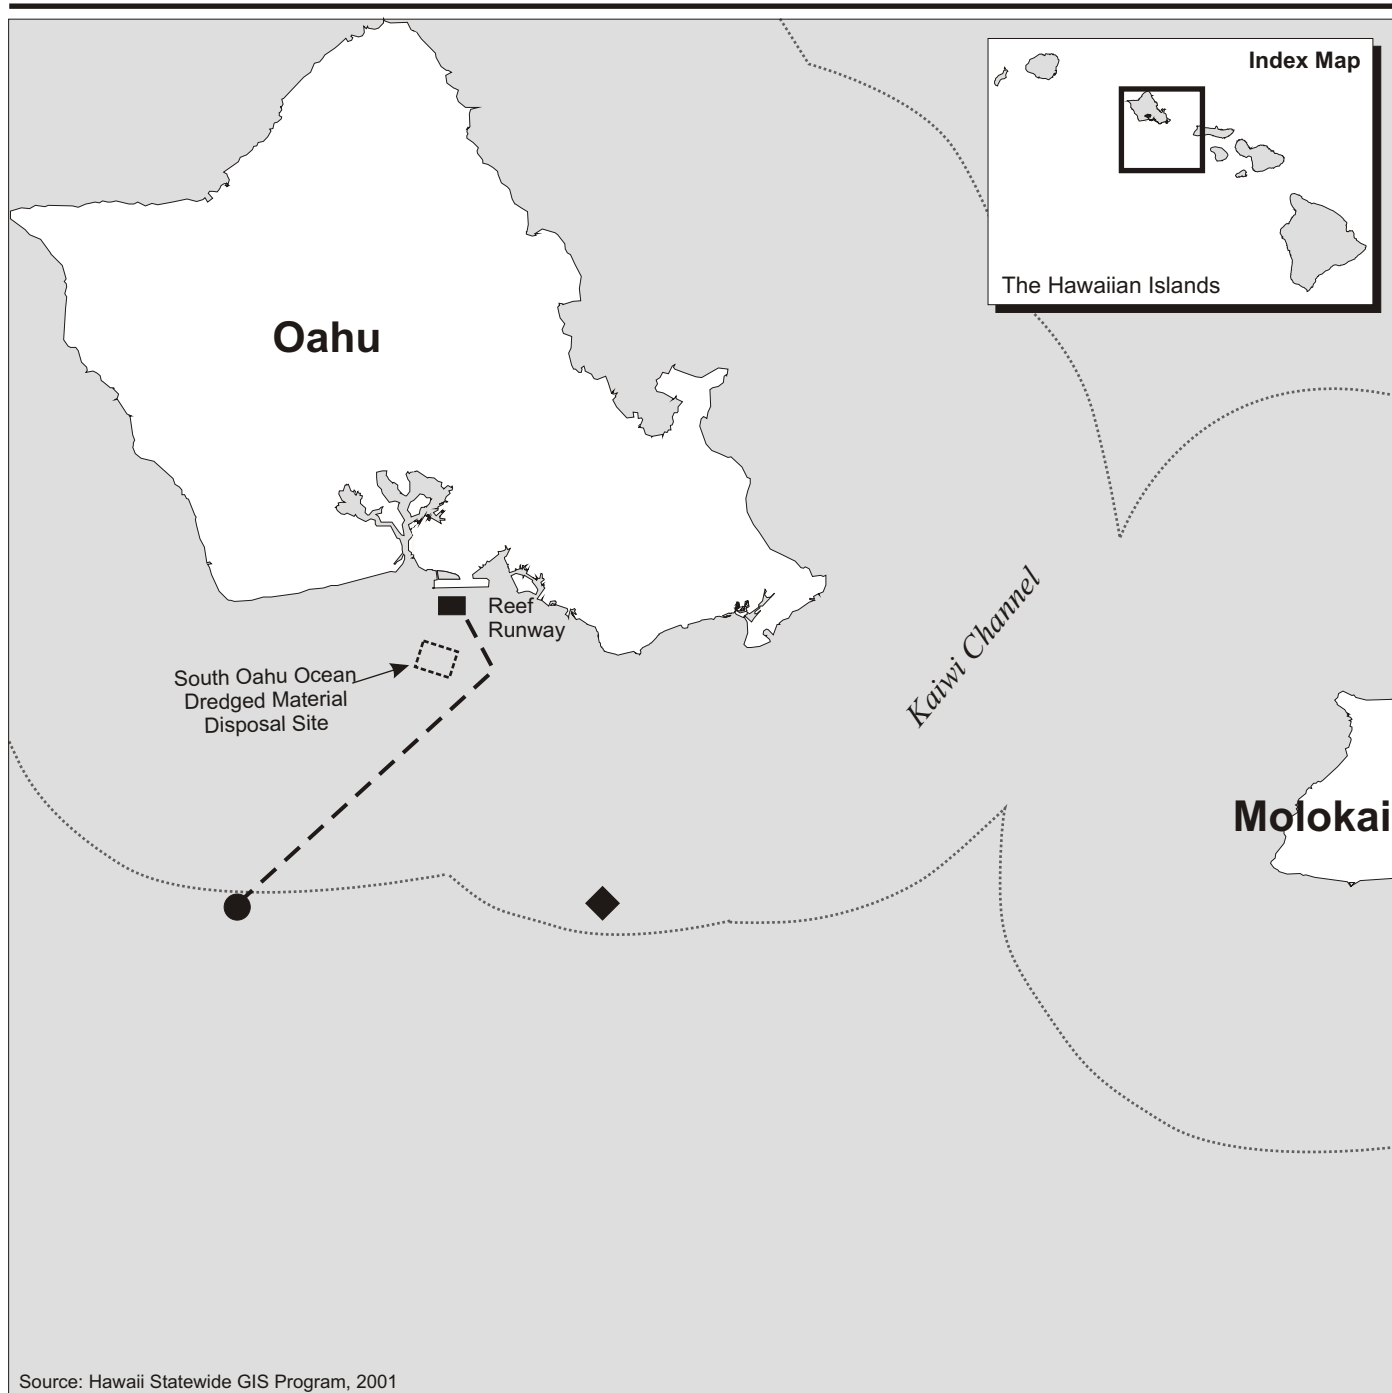 Index Map
The Hawaiian Islands
Oahu
Reef
Runway
South Oahu Ocean
Dredged Material
Disposal Site
Kaiwi Channel
Molokai
Source: Hawaii Statewide GIS Program, 2001